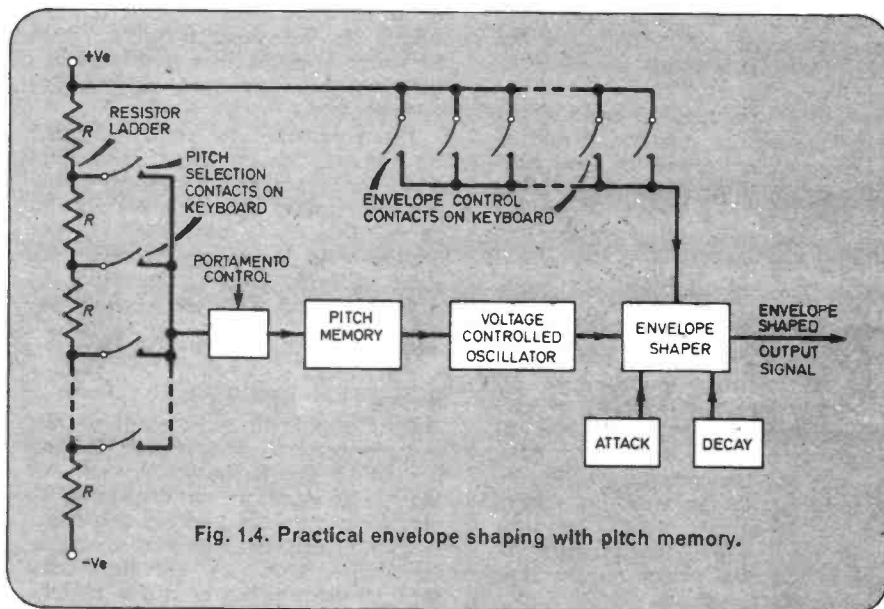 +Ve
RESISTOR
LADDER
R
PITCH
SELECTION
CONTACTS ON
KEYBOARD
R
ENVELOPE CONTROL
CONTACTS ON KEYBOARD
PORTAMENTO
CONTROL
R
PITCH
MEMORY
VOLTAGE
CONTROLLED
OSCILLATOR
ENVELOPE
SHAPER
ENVELOPE
SHAPED
OUTPUT
SIGNAL
ATTACK
DECAY
R
-Ve
Fig. 1.4. Practical envelope shaping with pitch memory.